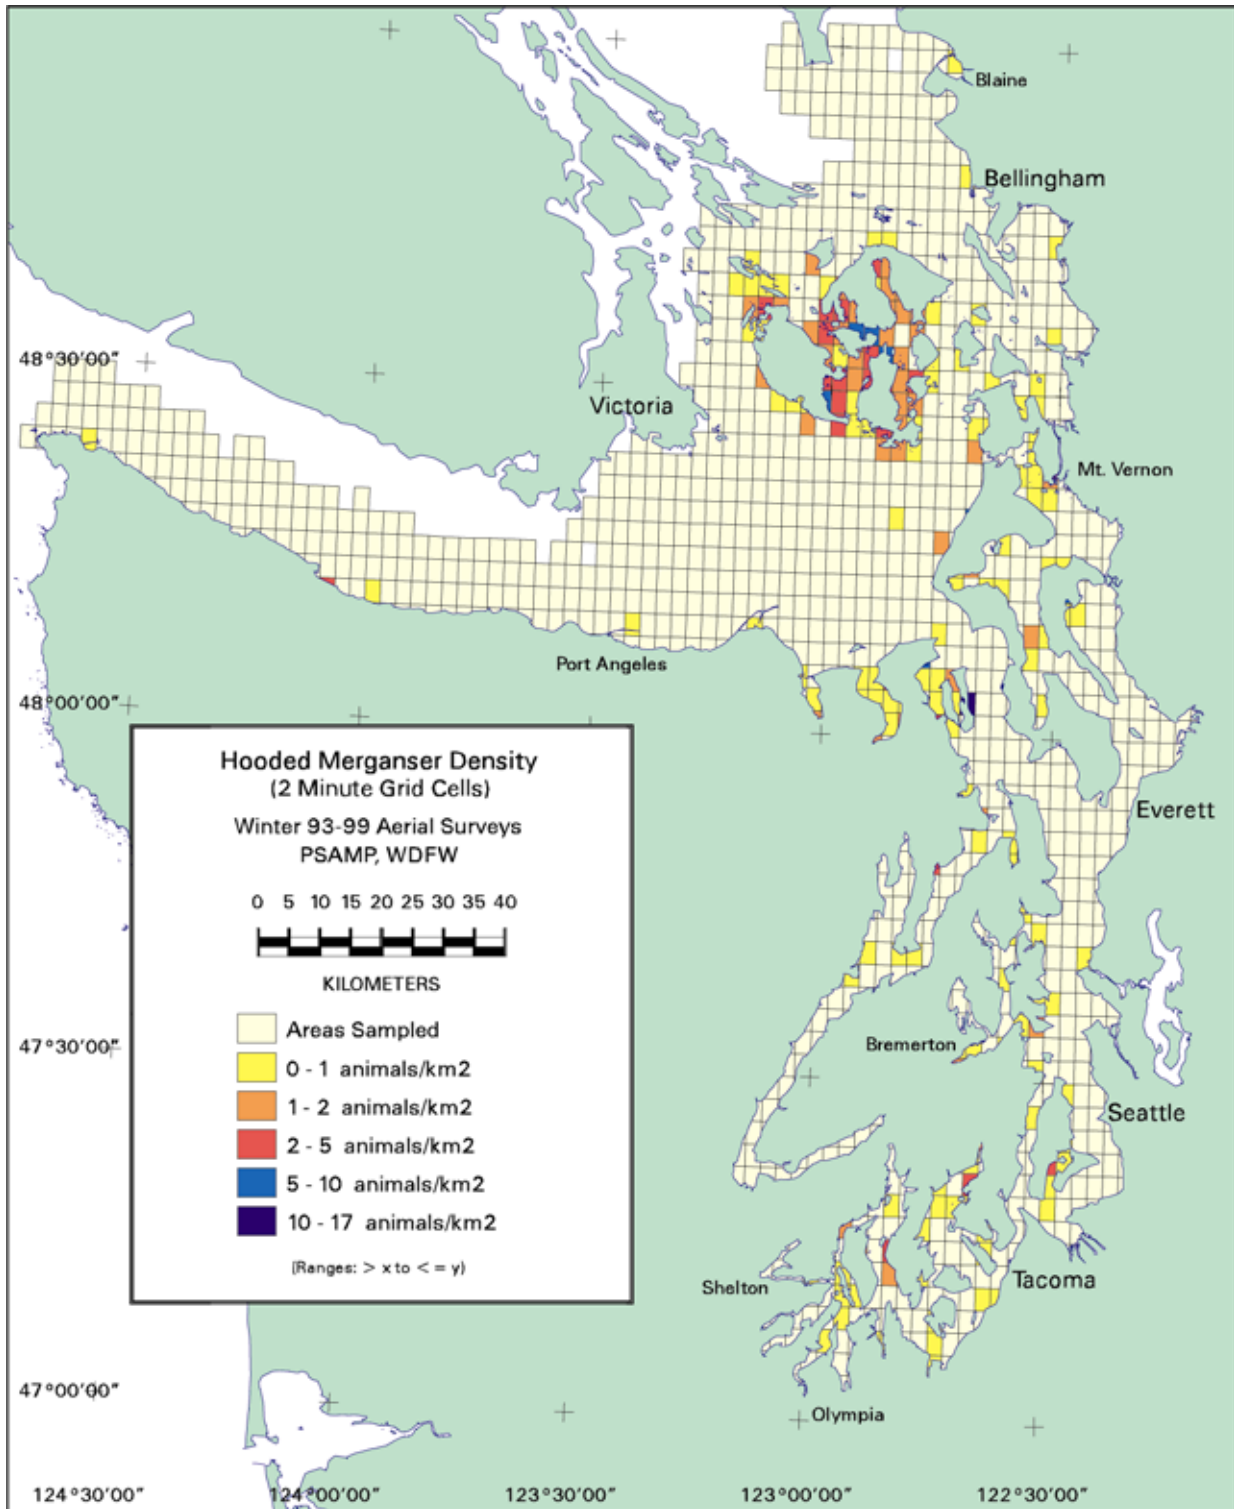 Blaine
Bellingham
48°30'00"
Victoria
Mt. Vernon
Port Angeles
48°00'00"
Hooded Merganser Density
(2 Minute Grid Cells)
Winter 93-99 Aerial Surveys
PSAMP, WDFW
0 5 10 15 20 25 30 35 40
KILOMETERS
Areas Sampled
0 - 1 animals/km2
1 - 2 animals/km2
2 - 5 animals/km2
5 - 10 animals/km2
10 - 17 animals/km2
(Ranges: > x to < = y)
Everett
47°30'00"
Bremerton
Seattle
Shelton
Tacoma
47°00'00"
Olympia
124°30'00" 124°00'00" 123°30'00" 123°00'00" 122°30'00"